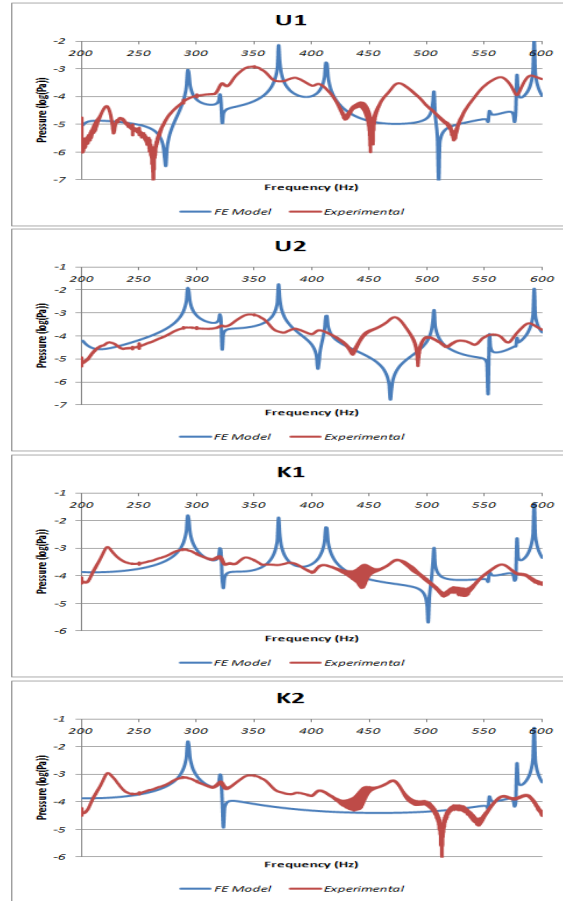 U1
200 250 300 350 400 450 500 550 600
-2
-3
-4
-5
-6
-7
Pressure (log(Pa))
Frequency (Hz)
FE Model Experimental
U2
200 250 300 350 400 450 500 550 600
-1
-2
-3
-4
-5
-6
-7
Pressure (log(Pa))
Frequency (Hz)
FE Model Experimental
K1
200 250 300 350 400 450 500 550 600
-1
-2
-3
-4
-5
-6
Pressure (log(Pa))
Frequency (Hz)
FE Model Experimental
K2
200 250 300 350 400 450 500 550 600
-1
-2
-3
-4
-5
-6
Pressure (log(Pa))
Frequency (Hz)
FE Model Experimental